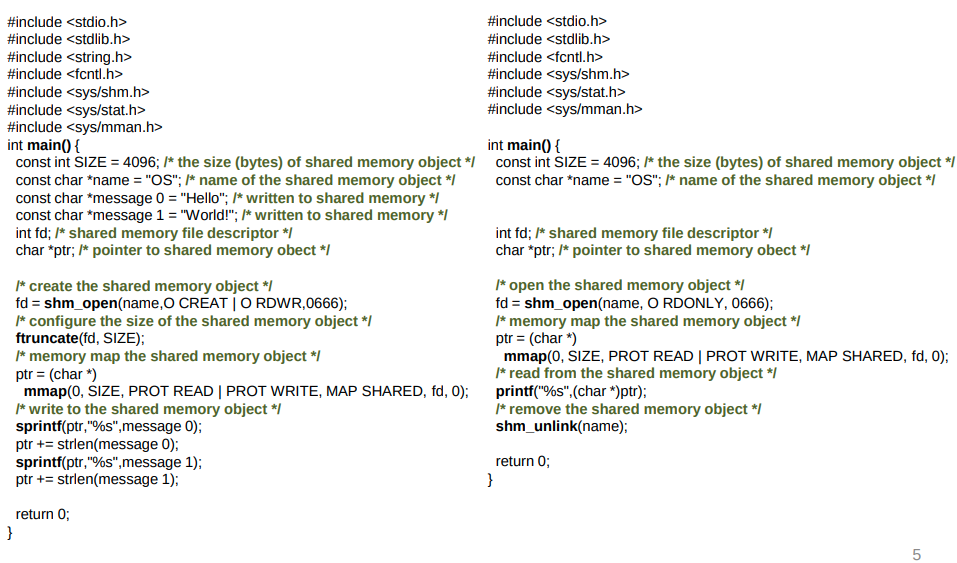 #include <stdio.h>
#include <stdlib.h>
#include <string.h>
#include <fcntl.h>
#include <sys/shm.h>
#include <sys/stat.h>
#include <sys/mman.h>
int main() {
const int SIZE = 4096; /* the size (bytes) of shared memory object */
const char *name = "OS"; /* name of the shared memory object */
const char *message 0 = "Hello"; /* written to shared memory */
const char *message 1 = "World!"; /* written to shared memory */
int fd; /* shared memory file descriptor */
char *ptr; /* pointer to shared memory obect */
/* create the shared memory object */
fd = shm_open(name,O CREAT | O RDWR,0666);
/* configure the size of the shared memory object */
ftruncate(fd, SIZE);
/* memory map the shared memory object */
ptr = (char *)
mmap(0, SIZE, PROT READ | PROT WRITE, MAP SHARED, fd, 0);
/* write to the shared memory object */
sprintf(ptr,"%s",message 0);
ptr += strlen(message 0);
sprintf(ptr,"%s",message 1);
ptr += strlen(message 1);
return 0;
}
#include <stdio.h>
#include <stdlib.h>
#include <fcntl.h>
#include <sys/shm.h>
#include <sys/stat.h>
#include <sys/mman.h>
int main() {
const int SIZE = 4096; /* the size (bytes) of shared memory object */
const char *name = "OS"; /* name of the shared memory object */
int fd; /* shared memory file descriptor */
char *ptr; /* pointer to shared memory obect */
/* open the shared memory object */
fd = shm_open(name, O RDONLY, 0666);
/* memory map the shared memory object */
ptr = (char *)
mmap(0, SIZE, PROT READ | PROT WRITE, MAP SHARED, fd, 0);
/* read from the shared memory object */
printf("%s",(char *)ptr);
/* remove the shared memory object */
shm_unlink(name);
return 0;
}
5